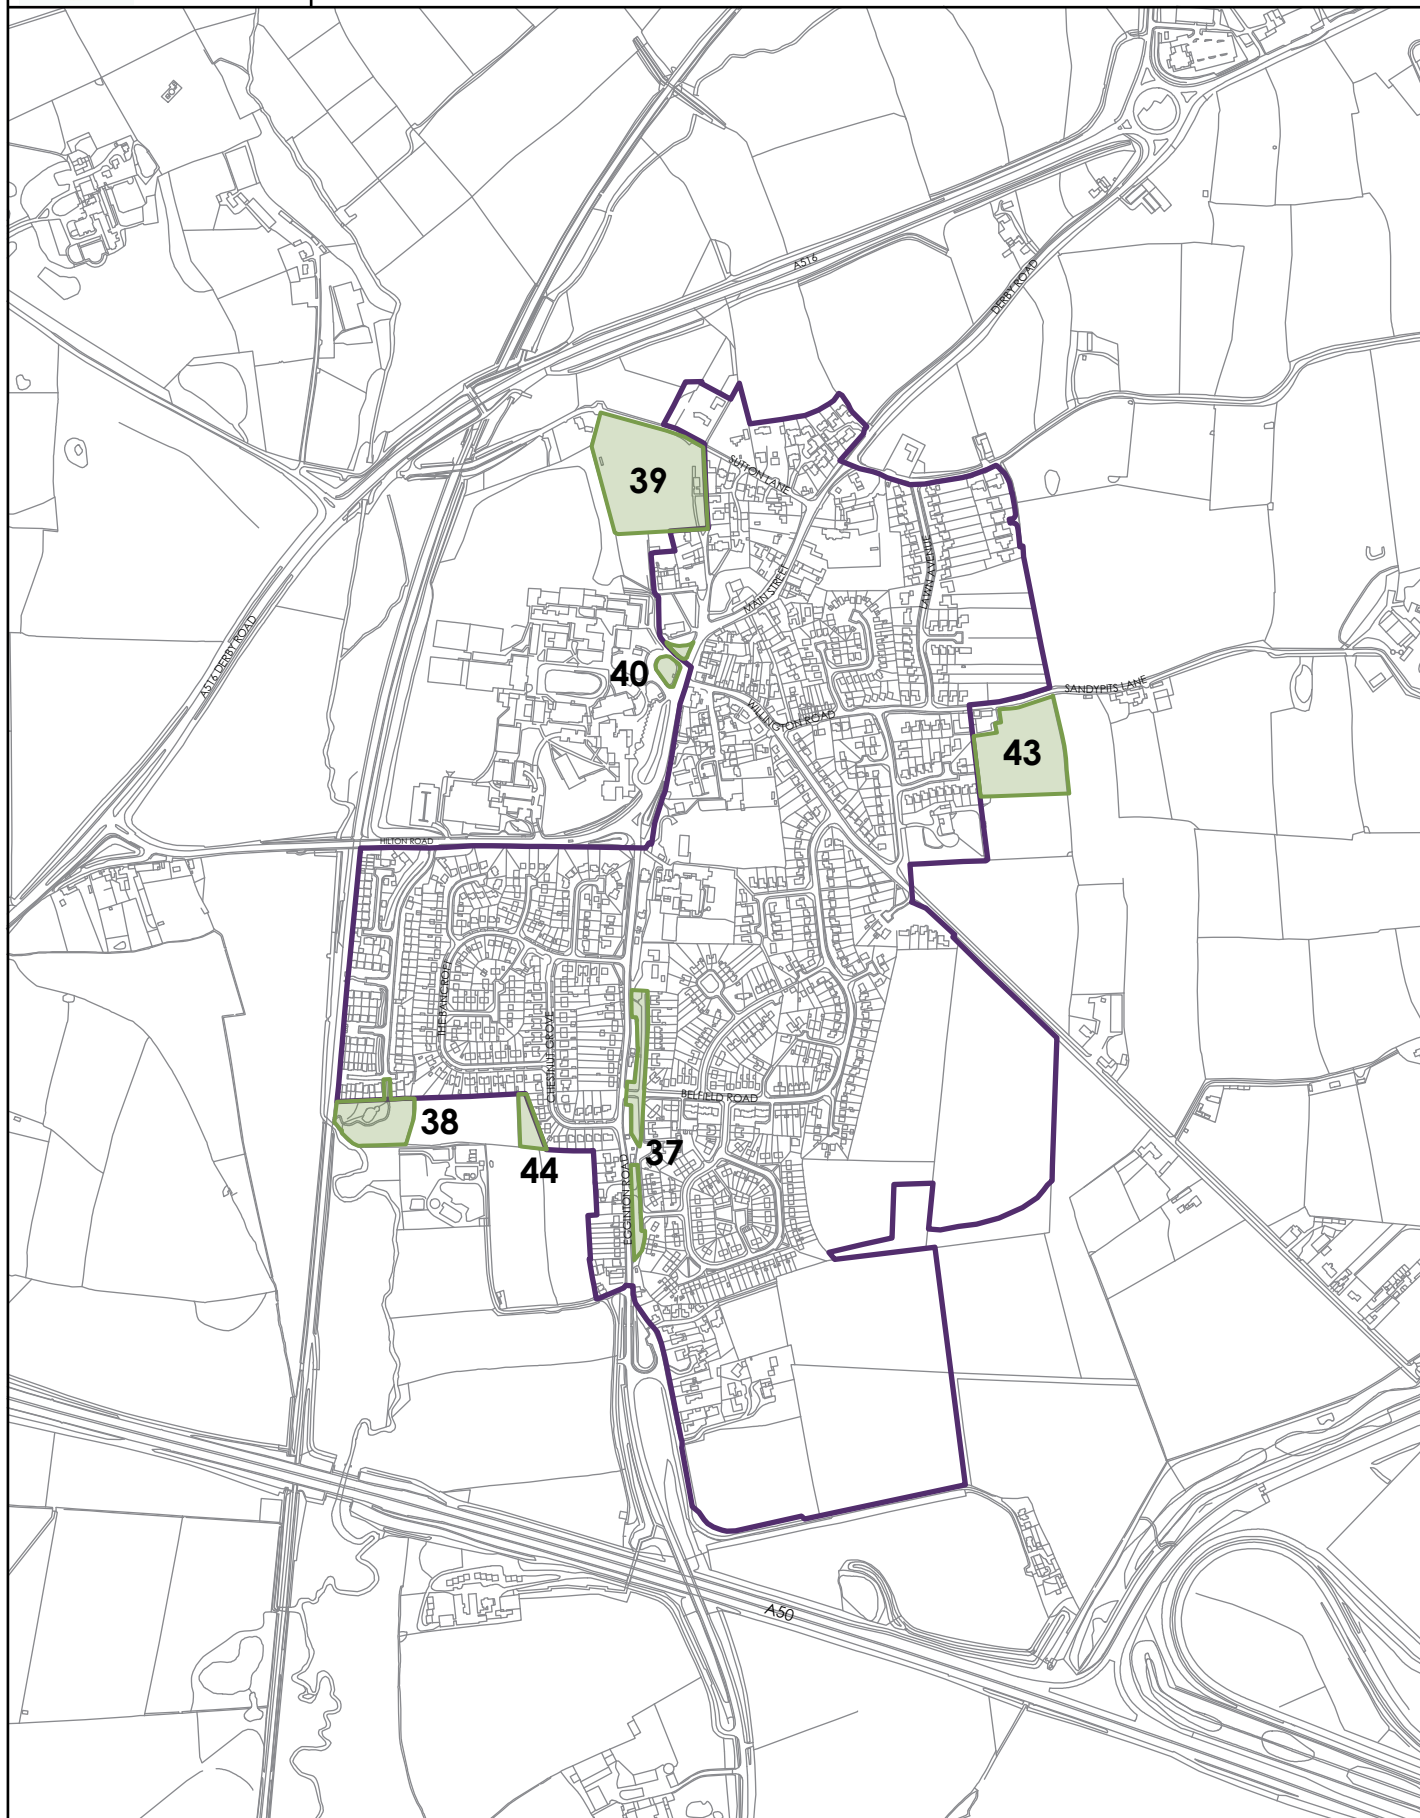 A516
DERBY ROAD
39
SUTTON LANE
LAWN AVENUE
MAIN STREET
A516 DERBY ROAD
40
SANDYPITS LANE
WILLINGTON ROAD
43
HILTON ROAD
THE BANCROFT
CHESTNUT GROVE
BELFIELD ROAD
38
37
44
EGGINTON ROAD
A50